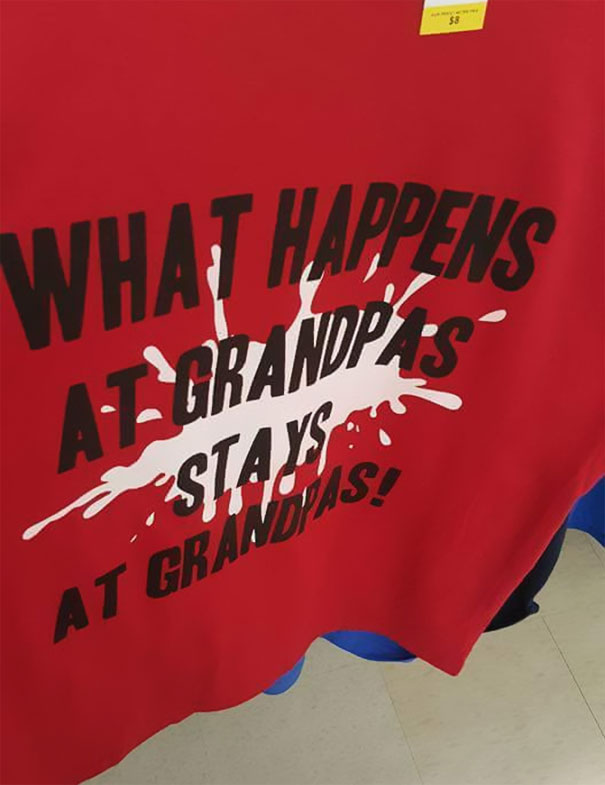 $8
WHAT HAPPENS
AT GRANDPAS
STAYS
AT GRANDPAS!